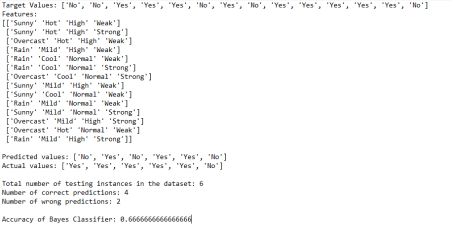 Target Values: ['No', 'No', 'Yes', 'Yes', 'Yes', 'No', 'Yes', 'No', 'Yes', 'Yes', 'Yes', 'Yes', 'Yes', 'No']
Features:
[['Sunny' 'Hot' 'High' 'Weak']
['Sunny' 'Hot' 'High' 'Strong']
['Overcast' 'Hot' 'High' 'Weak']
['Rain' 'Mild' 'High' 'Weak']
['Rain' 'Cool' 'Normal' 'Weak']
['Rain' 'Cool' 'Normal' 'Strong']
['Overcast' 'Cool' 'Normal' 'Strong']
['Sunny' 'Mild' 'High' 'Weak']
['Sunny' 'Cool' 'Normal' 'Weak']
['Rain' 'Mild' 'Normal' 'Weak']
['Sunny' 'Mild' 'Normal' 'Strong']
['Overcast' 'Mild' 'High' 'Strong']
['Overcast' 'Hot' 'Normal' 'Weak']
['Rain' 'Mild' 'High' 'Strong']]
Predicted values: ['No', 'Yes', 'No', 'Yes', 'Yes', 'No']
Actual values: ['Yes', 'Yes', 'Yes', 'Yes', 'Yes', 'No']
Total number of testing instances in the dataset: 6
Number of correct predictions: 4
Number of wrong predictions: 2
Accuracy of Bayes Classifier: 0.6666666666666666